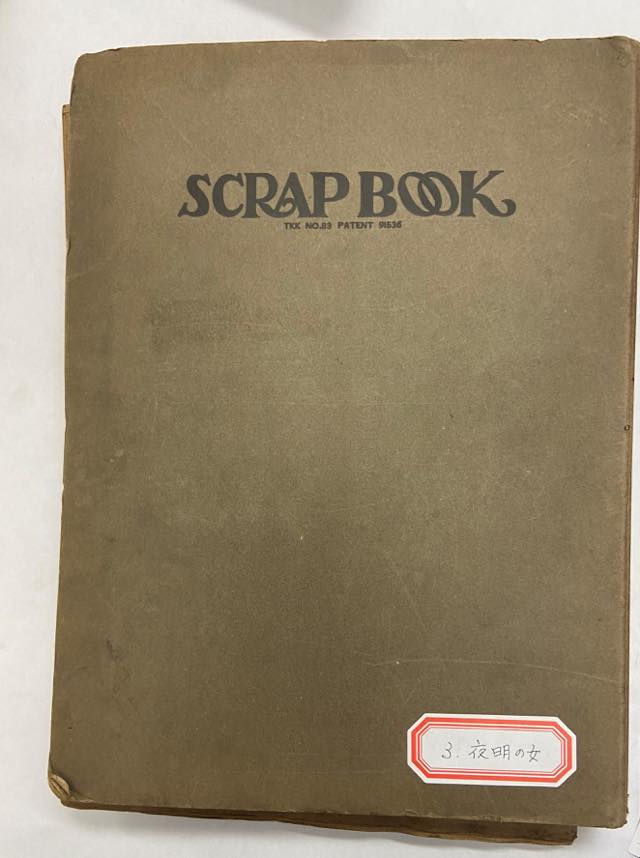 SCRAP BOOK
TKK NO.83 PATENT 91536
3. 夜明の女